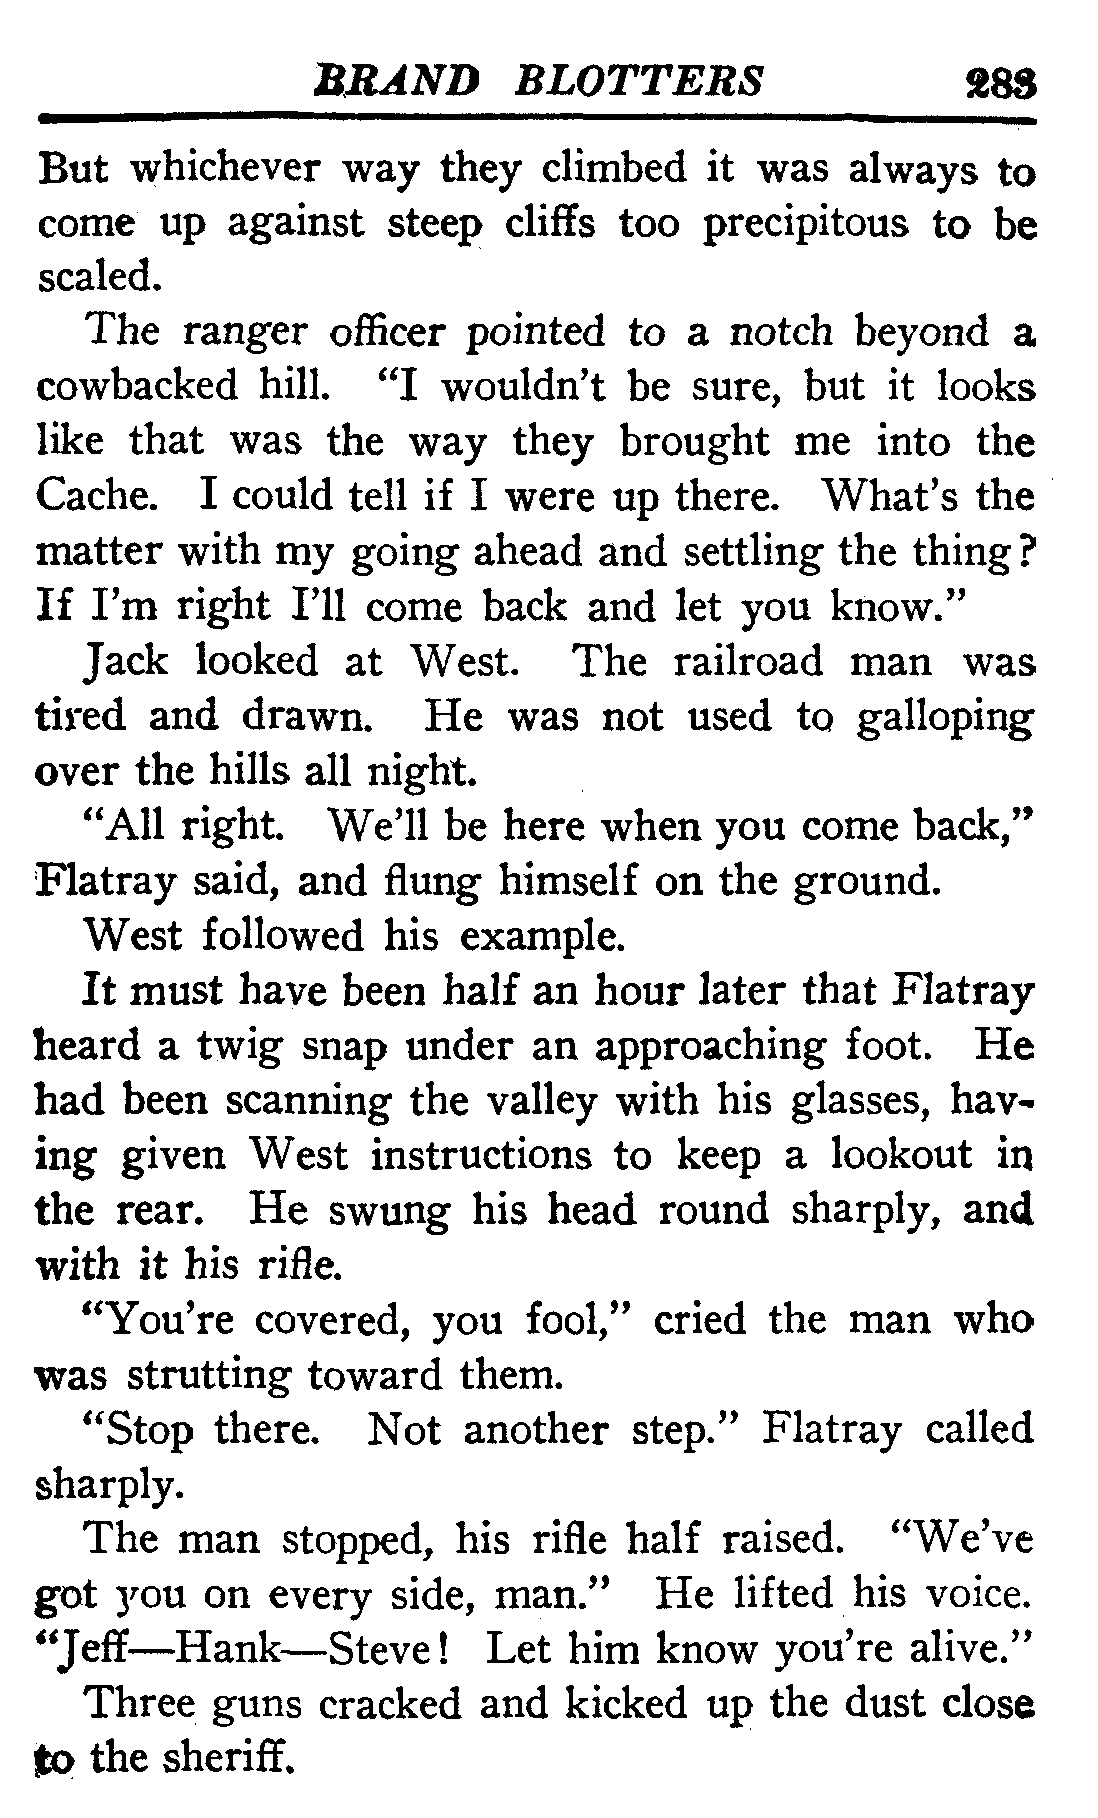 BRAND BLOTTERS 283
But whichever way they climbed it was always to
come up against steep cliffs too precipitous to be
scaled.
The ranger officer pointed to a notch beyond a
cowbacked hill. “I wouldn’t be sure, but it looks
like that was the way they brought me into the
Cache. I could tell if I were up there. What’s the
matter with my going ahead and settling the thing?
If I’m right I’ll come back and let you know.”
Jack looked at West. The railroad man was
tired and drawn. He was not used to galloping
over the hills all night.
“All right. We’ll be here when you come back,”
Flatray said, and flung himself on the ground.
West followed his example.
It must have been half an hour later that Flatray
heard a twig snap under an approaching foot. He
had been scanning the valley with his glasses, hav-
ing given West instructions to keep a lookout in
the rear. He swung his head round sharply, and
with it his rifle.
“You’re covered, you fool,” cried the man who
was strutting toward them.
“Stop there. Not another step.” Flatray called
sharply.
The man stopped, his rifle half raised. “We’ve
got you on every side, man.” He lifted his voice.
“Jeff—Hank—Steve! Let him know you’re alive.”
Three guns cracked and kicked up the dust close
to the sheriff.